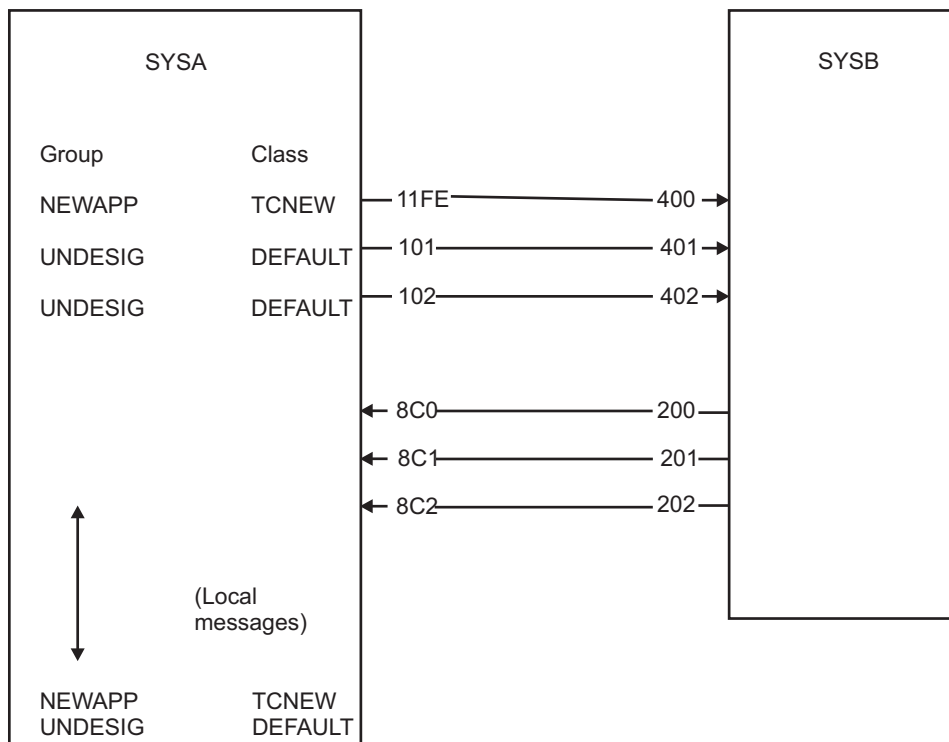 SYSA SYSB
Group Class
NEWAPP TCNEW 11FE 400
UNDESIG DEFAULT 101 401
UNDESIG DEFAULT 102 402
8C0 200
8C1 201
8C2 202
(Local
messages)
NEWAPP TCNEW
UNDESIG DEFAULT